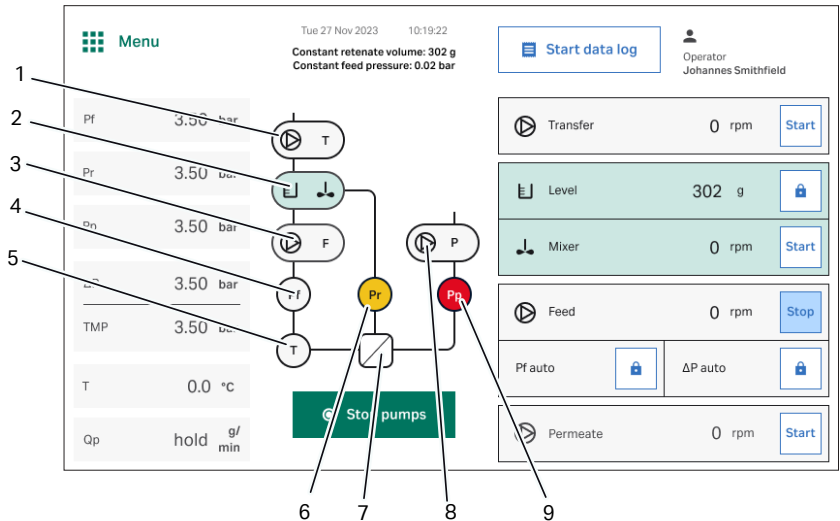 Menu
Tue 27 Nov 2023 10:19:22
Constant retenate volume: 302 g
Constant feed pressure: 0.02 bar
Start data log
Operator
Johannes Smithfield
1
2
3
4
5
Pf 3.50 bar
Pr 3.50 bar
Pp 3.50 bar
ΔP 3.50 bar
TMP 3.50 bar
T 0.0 °C
Qp hold g/
min
T
F
P
Pf
Pr
Pp
T
Stop pumps
Transfer 0 rpm Start
Level 302 g
Mixer 0 rpm Start
Feed 0 rpm Stop
Pf auto
ΔP auto
Permeate 0 rpm Start
6
7
8
9